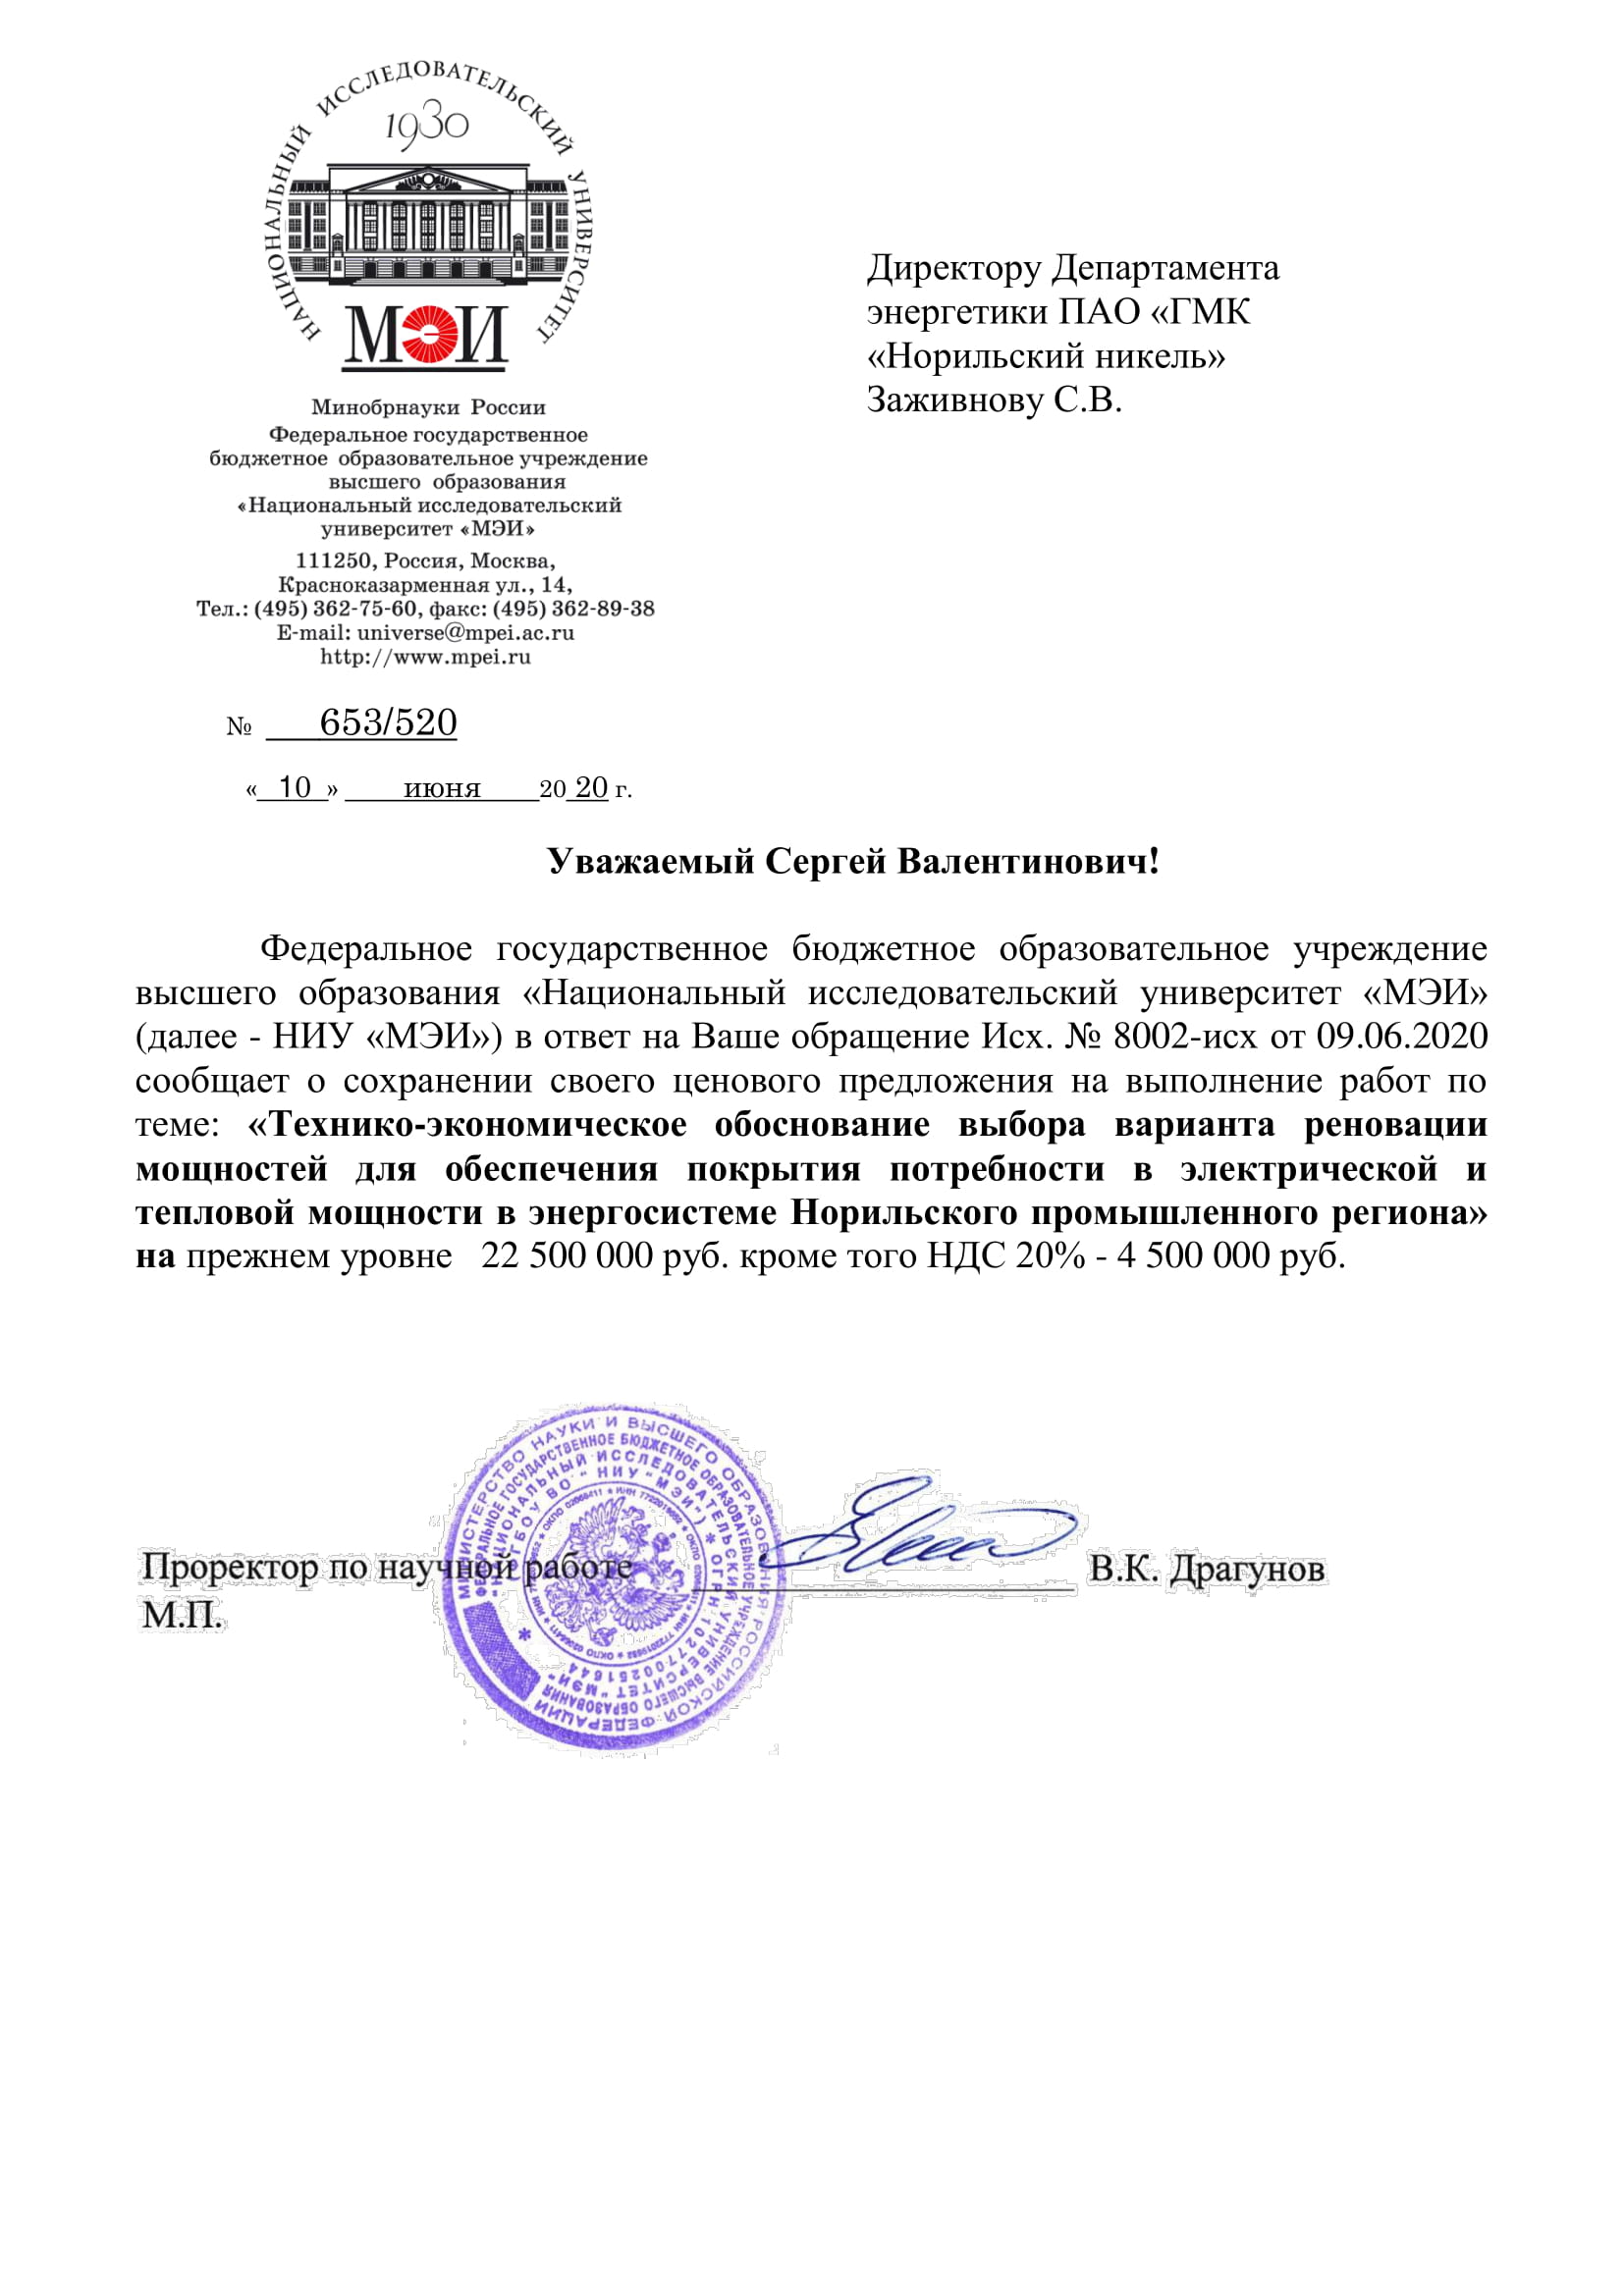 НАЦИОНАЛЬНЫЙ ИССЛЕДОВАТЕЛЬСКИЙ УНИВЕРСИТЕТ
1930
МЭИ
Минобрнауки России
Федеральное государственное
бюджетное образовательное учреждение
высшего образования
«Национальный исследовательский
университет «МЭИ»
111250, Россия, Москва,
Красноказарменная ул., 14,
Тел.: (495) 362-75-60, факс: (495) 362-89-38
E-mail: universe@mpei.ac.ru
http://www.mpei.ru
№ 653/520
« 10 » июня 20 20 г.
Директору Департамента
энергетики ПАО «ГМК
«Норильский никель»
Заживнову С.В.
Уважаемый Сергей Валентинович!
Федеральное государственное бюджетное образовательное учреждение
высшего образования «Национальный исследовательский университет «МЭИ»
(далее - НИУ «МЭИ») в ответ на Ваше обращение Исх. № 8002-исх от 09.06.2020
сообщает о сохранении своего ценового предложения на выполнение работ по
теме: «Технико-экономическое обоснование выбора варианта реновации
мощностей для обеспечения покрытия потребности в электрической и
тепловой мощности в энергосистеме Норильского промышленного региона»
на прежнем уровне 22 500 000 руб. кроме того НДС 20% - 4 500 000 руб.
Проректор по научной работе В.К. Драгунов
М.П.
МИНИСТЕРСТВО НАУКИ И ВЫСШЕГО ОБРАЗОВАНИЯ РОССИЙСКОЙ ФЕДЕРАЦИИ
ФЕДЕРАЛЬНОЕ ГОСУДАРСТВЕННОЕ БЮДЖЕТНОЕ ОБРАЗОВАТЕЛЬНОЕ УЧРЕЖДЕНИЕ ВЫСШЕГО ОБРАЗОВАНИЯ
"НАЦИОНАЛЬНЫЙ ИССЛЕДОВАТЕЛЬСКИЙ УНИВЕРСИТЕТ "МЭИ"